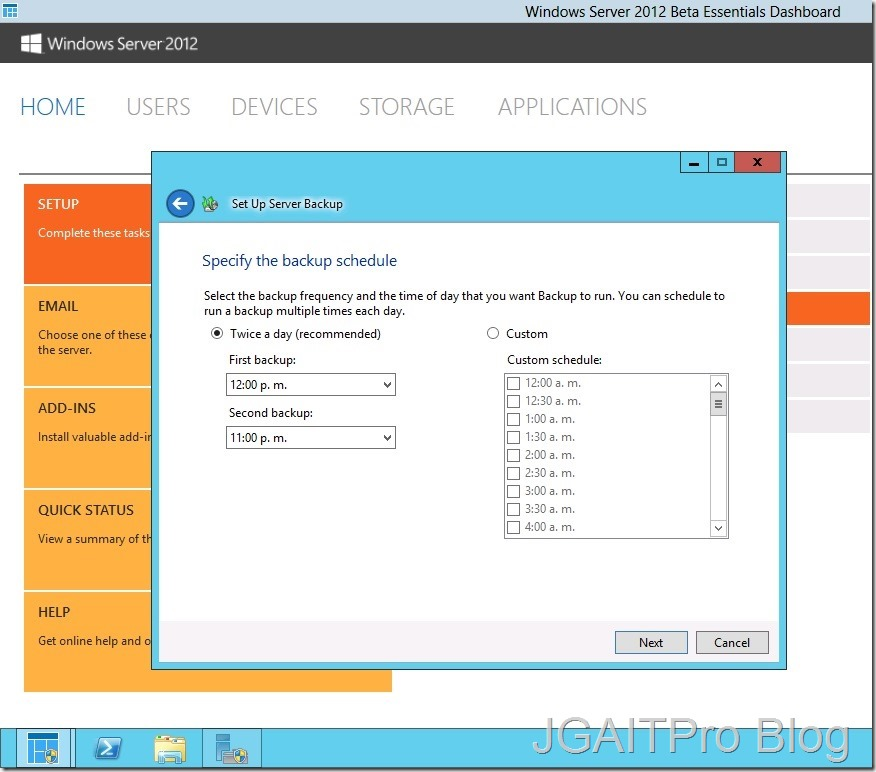 Windows Server 2012 Beta Essentials Dashboard
Windows Server 2012
HOME USERS DEVICES STORAGE APPLICATIONS
SETUP
Complete these tasks
EMAIL
Choose one of these
the server.
ADD-INS
Install valuable add-in
QUICK STATUS
View a summary of th
HELP
Get online help and o
Set Up Server Backup
Specify the backup schedule
Select the backup frequency and the time of day that you want Backup to run. You can schedule to
run a backup multiple times each day.
Twice a day (recommended)
First backup:
12:00 p. m.
Second backup:
11:00 p. m.
Custom
Custom schedule:
12:00 a. m.
12:30 a. m.
1:00 a. m.
1:30 a. m.
2:00 a. m.
2:30 a. m.
3:00 a. m.
3:30 a. m.
4:00 a. m.
Next Cancel
JGAITPro Blog